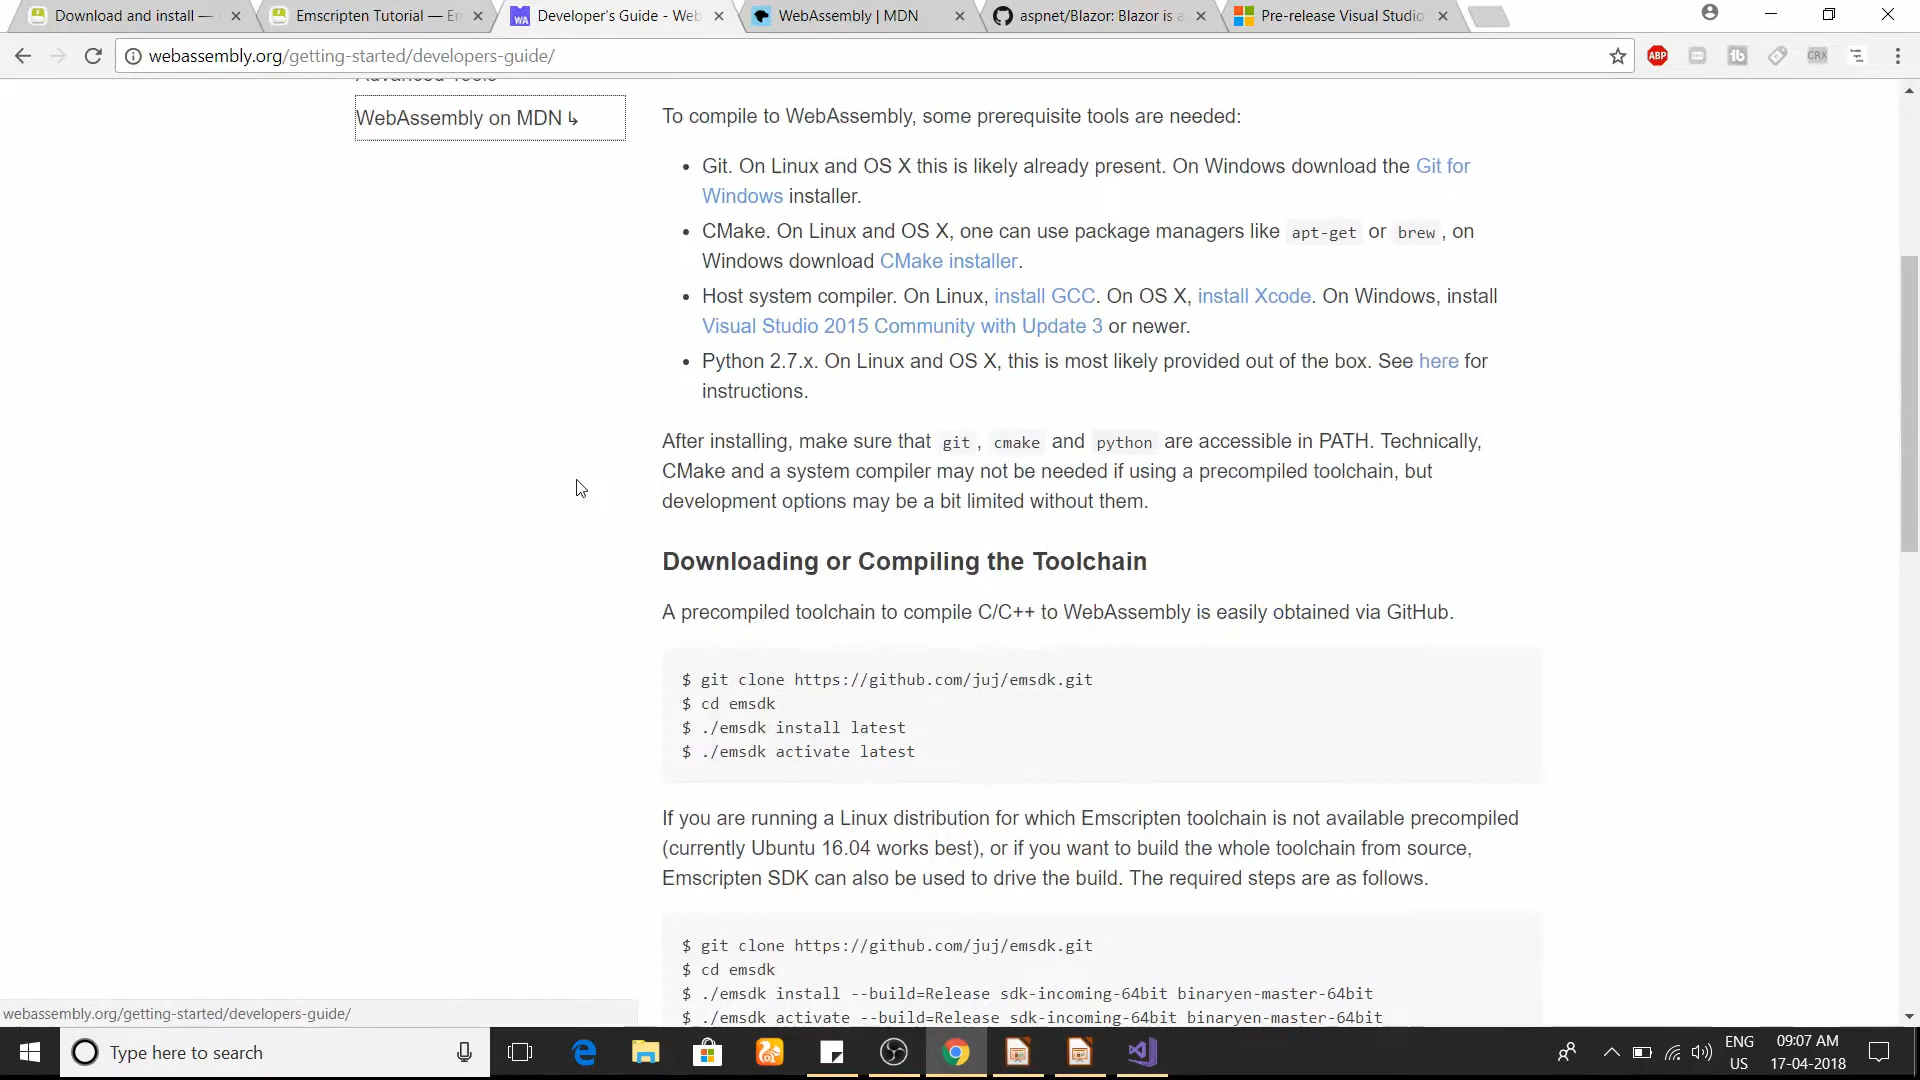 Download and install —
Emscripten Tutorial — E
Developer's Guide - Web
WebAssembly | MDN
aspnet/Blazor: Blazor is a
Pre-release Visual Studio
webassembly.org/getting-started/developers-guide/
ABP
CRX
Advanced Tools
WebAssembly on MDN ↳
To compile to WebAssembly, some prerequisite tools are needed:
• Git. On Linux and OS X this is likely already present. On Windows download the Git for
Windows installer.
• CMake. On Linux and OS X, one can use package managers like apt-get or brew, on
Windows download CMake installer.
• Host system compiler. On Linux, install GCC. On OS X, install Xcode. On Windows, install
Visual Studio 2015 Community with Update 3 or newer.
• Python 2.7.x. On Linux and OS X, this is most likely provided out of the box. See here for
instructions.
After installing, make sure that git, cmake and python are accessible in PATH. Technically,
CMake and a system compiler may not be needed if using a precompiled toolchain, but
development options may be a bit limited without them.
Downloading or Compiling the Toolchain
A precompiled toolchain to compile C/C++ to WebAssembly is easily obtained via GitHub.
$ git clone https://github.com/juj/emsdk.git
$ cd emsdk
$ ./emsdk install latest
$ ./emsdk activate latest
If you are running a Linux distribution for which Emscripten toolchain is not available precompiled
(currently Ubuntu 16.04 works best), or if you want to build the whole toolchain from source,
Emscripten SDK can also be used to drive the build. The required steps are as follows.
$ git clone https://github.com/juj/emsdk.git
$ cd emsdk
$ ./emsdk install --build=Release sdk-incoming-64bit binaryen-master-64bit
$ ./emsdk activate --build=Release sdk-incoming-64bit binaryen-master-64bit
webassembly.org/getting-started/developers-guide/
Type here to search
ENG
US
09:07 AM
17-04-2018